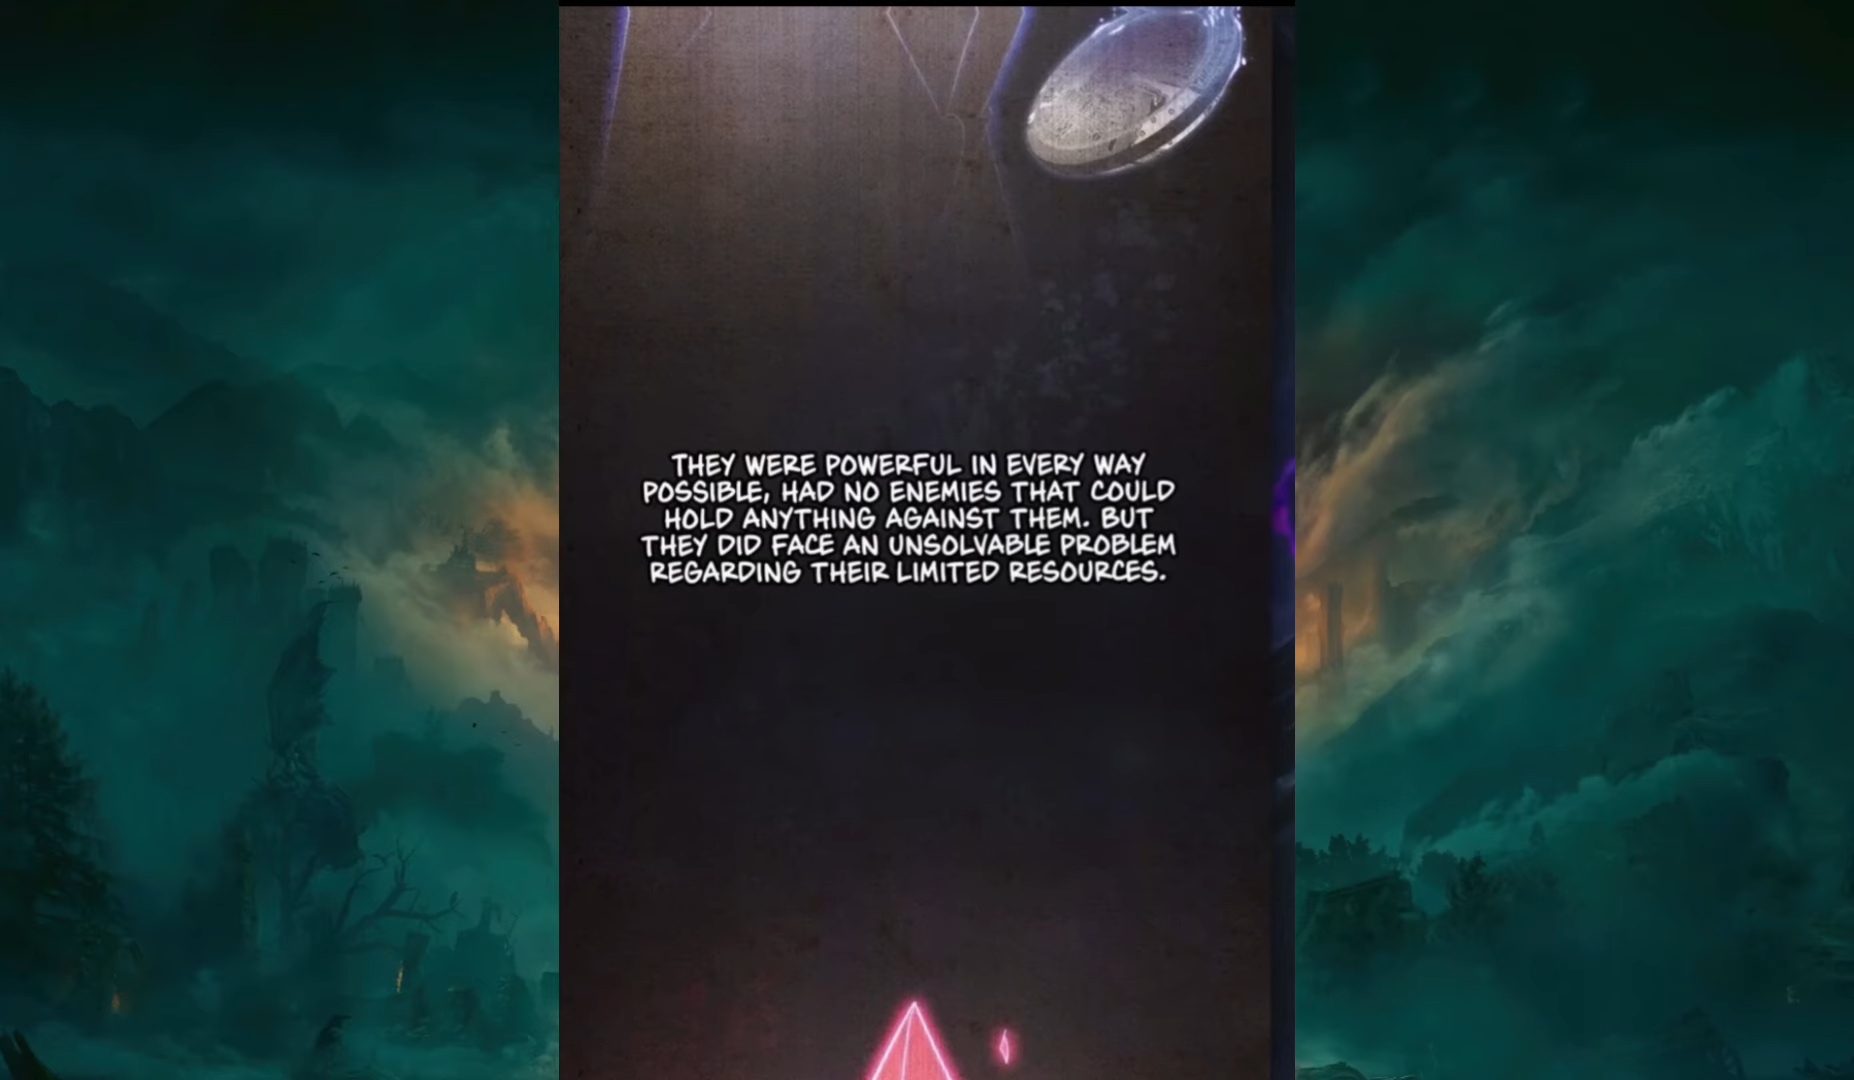 THEY WERE POWERFUL IN EVERY WAY
POSSIBLE, HAD NO ENEMIES THAT COULD
HOLD ANYTHING AGAINST THEM. BUT
THEY DID FACE AN UNSOLVABLE PROBLEM
REGARDING THEIR LIMITED RESOURCES.